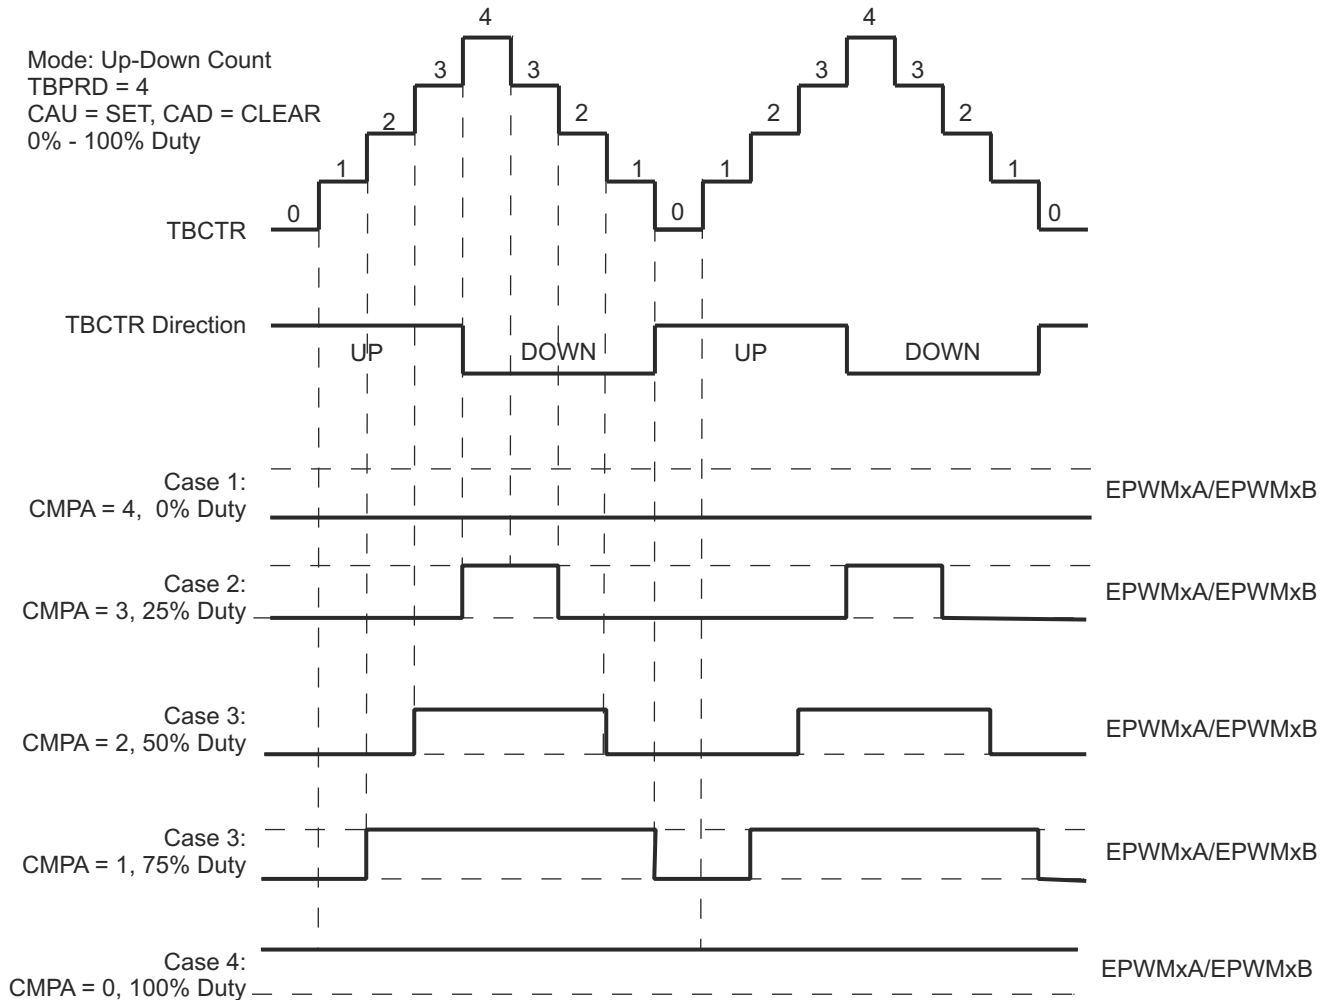 4
4
Mode: Up-Down Count
TBPRD = 4
CAU = SET, CAD = CLEAR
0% - 100% Duty
3
3
3
3
2
2
2
2
1
1
1
1
0
0
0
TBCTR
TBCTR Direction
UP
DOWN
UP
DOWN
Case 1:
CMPA = 4, 0% Duty
EPWMxA/EPWMxB
Case 2:
CMPA = 3, 25% Duty
EPWMxA/EPWMxB
Case 3:
CMPA = 2, 50% Duty
EPWMxA/EPWMxB
Case 3:
CMPA = 1, 75% Duty
EPWMxA/EPWMxB
Case 4:
CMPA = 0, 100% Duty
EPWMxA/EPWMxB